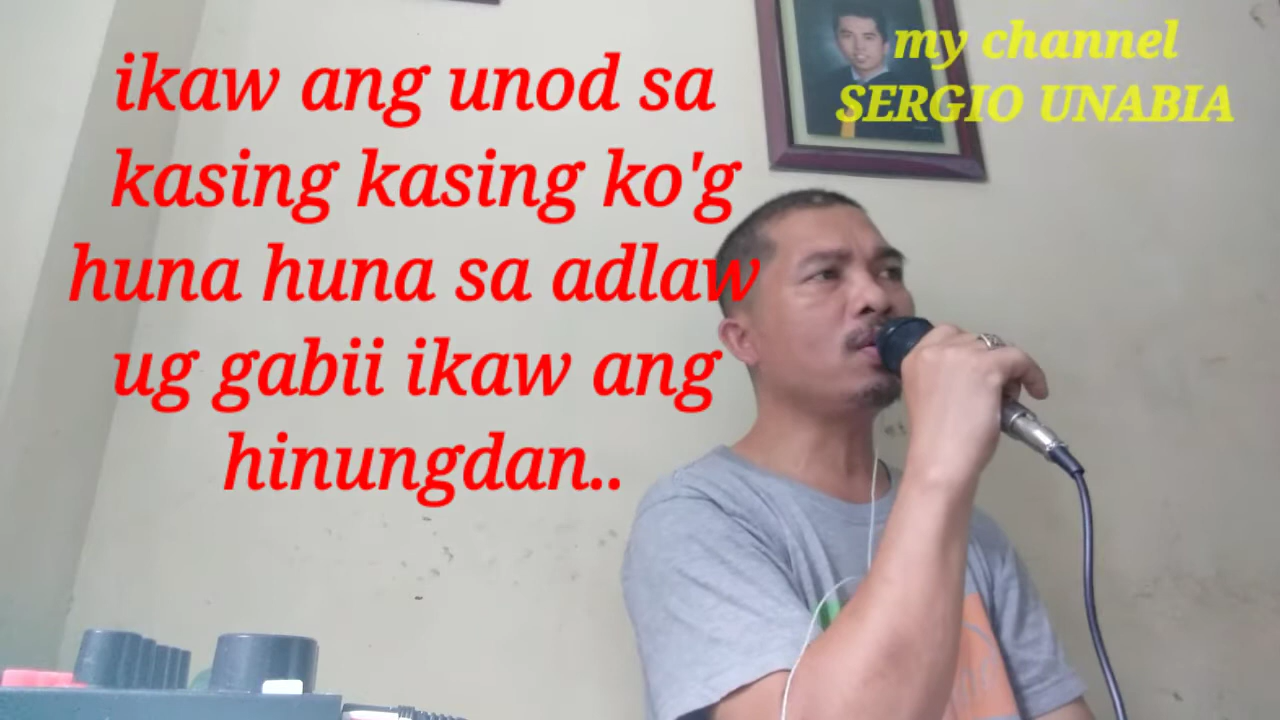 ikaw ang unod sa
kasing kasing ko'g
huna huna sa adlaw
ug gabii ikaw ang
hinungdan..
my channel
SERGIO UNABIA